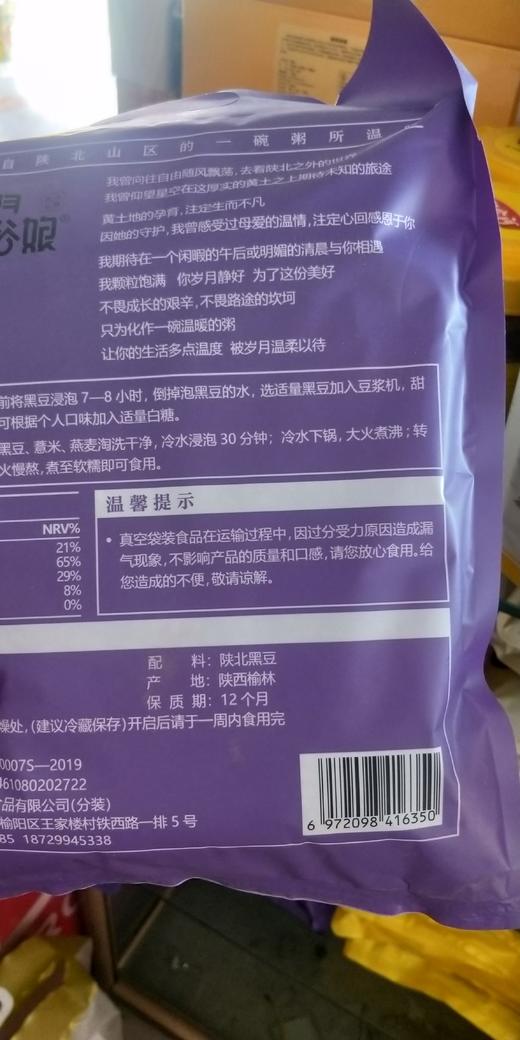 自陕北山区的一碗粥所温
我曾向往自由随风飘荡，去看陕北之外的世界
我曾仰望星空在这厚实的黄土之上期待未知的旅途
黄土地的孕育，注定生而不凡
因她的守护，我曾感受过母爱的温情，注定心回感恩于你
谷娘®
我期待在一个闲暇的午后或明媚的清晨与你相遇
我颗粒饱满 你岁月静好 为了这份美好
不畏成长的艰辛，不畏路途的坎坷
只为化作一碗温暖的粥
让你的生活多点温度 被岁月温柔以待
前将黑豆浸泡 7—8 小时，倒掉泡黑豆的水，选适量黑豆加入豆浆机，甜
可根据个人口味加入适量白糖。
黑豆、薏米、燕麦淘洗干净，冷水浸泡 30 分钟；冷水下锅，大火煮沸；转
火慢熬，煮至软糯即可食用。
温馨提示
NRV%
21%
65%
29%
8%
0%
• 真空袋装食品在运输过程中，因过分受力原因造成漏
气现象，不影响产品的质量和口感，请您放心食用。给
您造成的不便，敬请谅解。
配 料：陕北黑豆
产 地：陕西榆林
保 质 期：12 个月
燥处，(建议冷藏保存）开启后请于一周内食用完
0007S—2019
461080202722
品有限公司(分装)
榆阳区王家楼村铁西路一排 5 号
85 18729945338
6 972098 416350